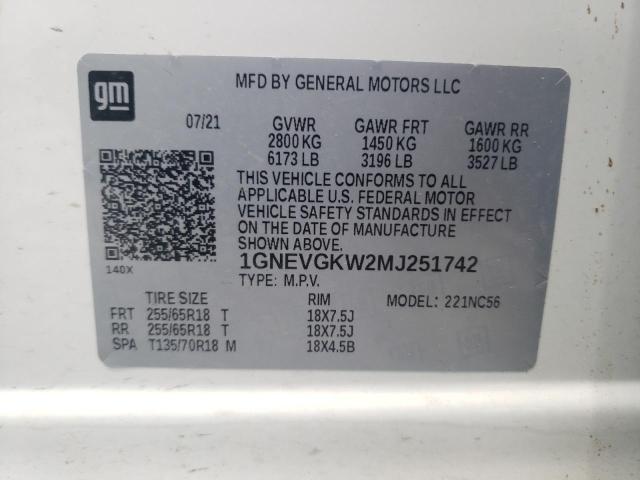 gm
MFD BY GENERAL MOTORS LLC
07/21 GVWR GAWR FRT GAWR RR
2800 KG 1450 KG 1600 KG
6173 LB 3196 LB 3527 LB
THIS VEHICLE CONFORMS TO ALL
APPLICABLE U.S. FEDERAL MOTOR
VEHICLE SAFETY STANDARDS IN EFFECT
ON THE DATE OF MANUFACTURE
SHOWN ABOVE.
140X 1GNEVGKW2MJ251742
TYPE: M.P.V.
TIRE SIZE RIM MODEL: 221NC56
FRT 255/65R18 T 18X7.5J
RR 255/65R18 T 18X7.5J
SPA T135/70R18 M 18X4.5B